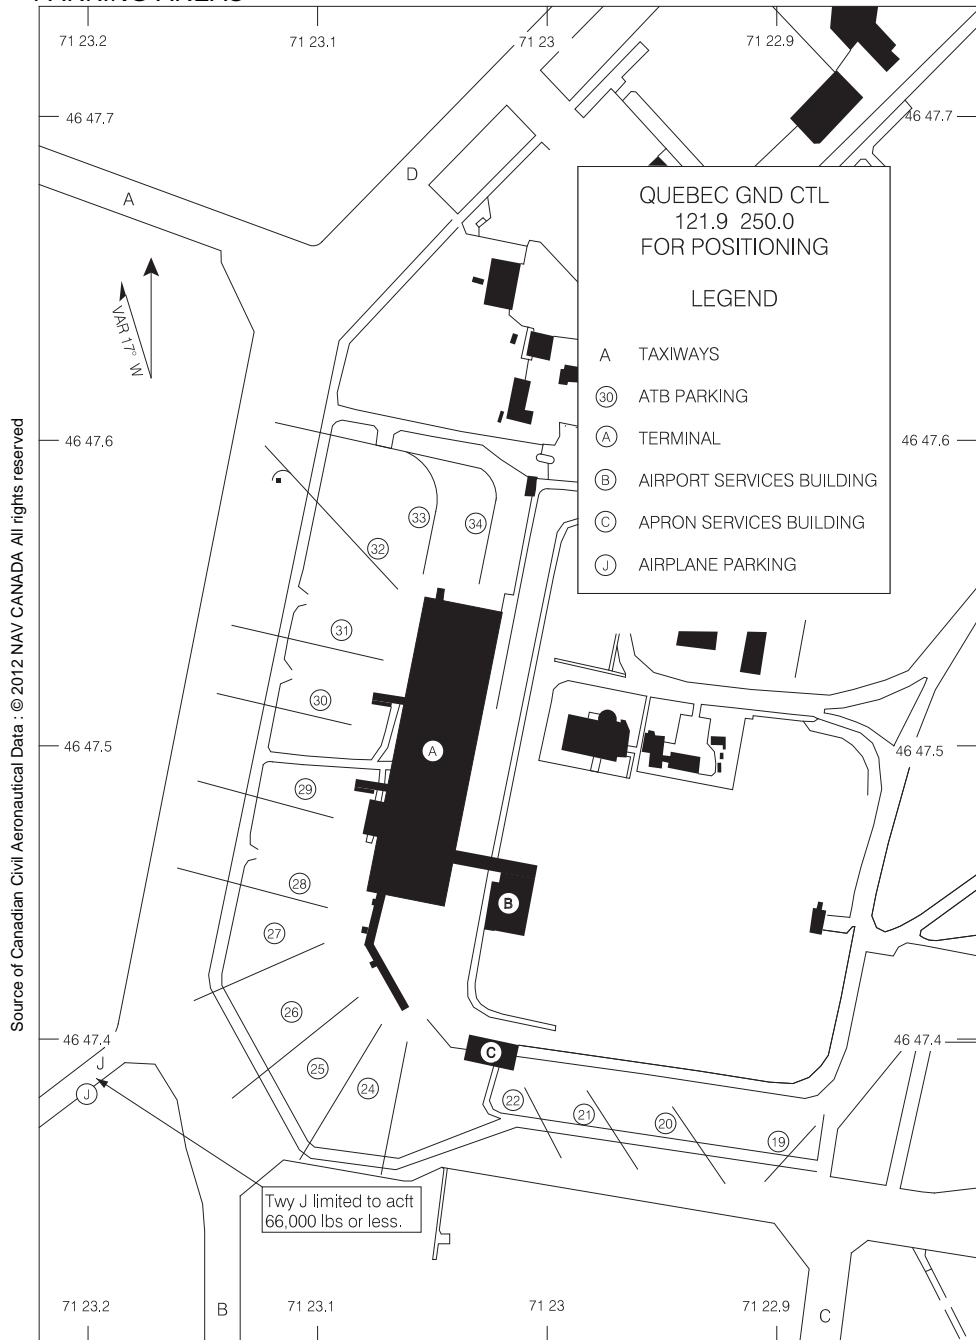 PARKING AREAS
71 23.2
71 23.1
71 23
71 22.9
46 47.7
46 47.7
D
A
QUEBEC GND CTL
121.9 250.0
FOR POSITIONING
LEGEND
A TAXIWAYS
30 ATB PARKING
A TERMINAL
B AIRPORT SERVICES BUILDING
C APRON SERVICES BUILDING
J AIRPLANE PARKING
VAR 17° W
46 47.6
46 47.6
33
34
32
31
30
A
46 47.5
46 47.5
29
28
B
27
26
46 47.4
46 47.4
C
J
25
24
J
22
21
20
19
Twy J limited to acft
66,000 lbs or less.
71 23.2
B
71 23.1
71 23
71 22.9
C
Source of Canadian Civil Aeronautical Data : © 2012 NAV CANADA All rights reserved